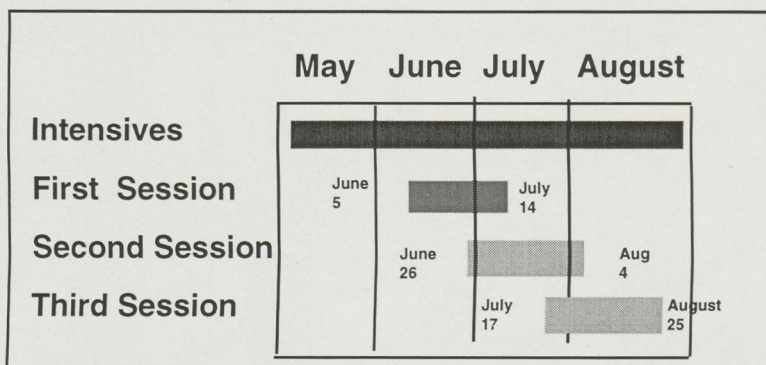 May June July August
Intensives
First Session June 5 July 14
Second Session June 26 Aug 4
Third Session July 17 August 25